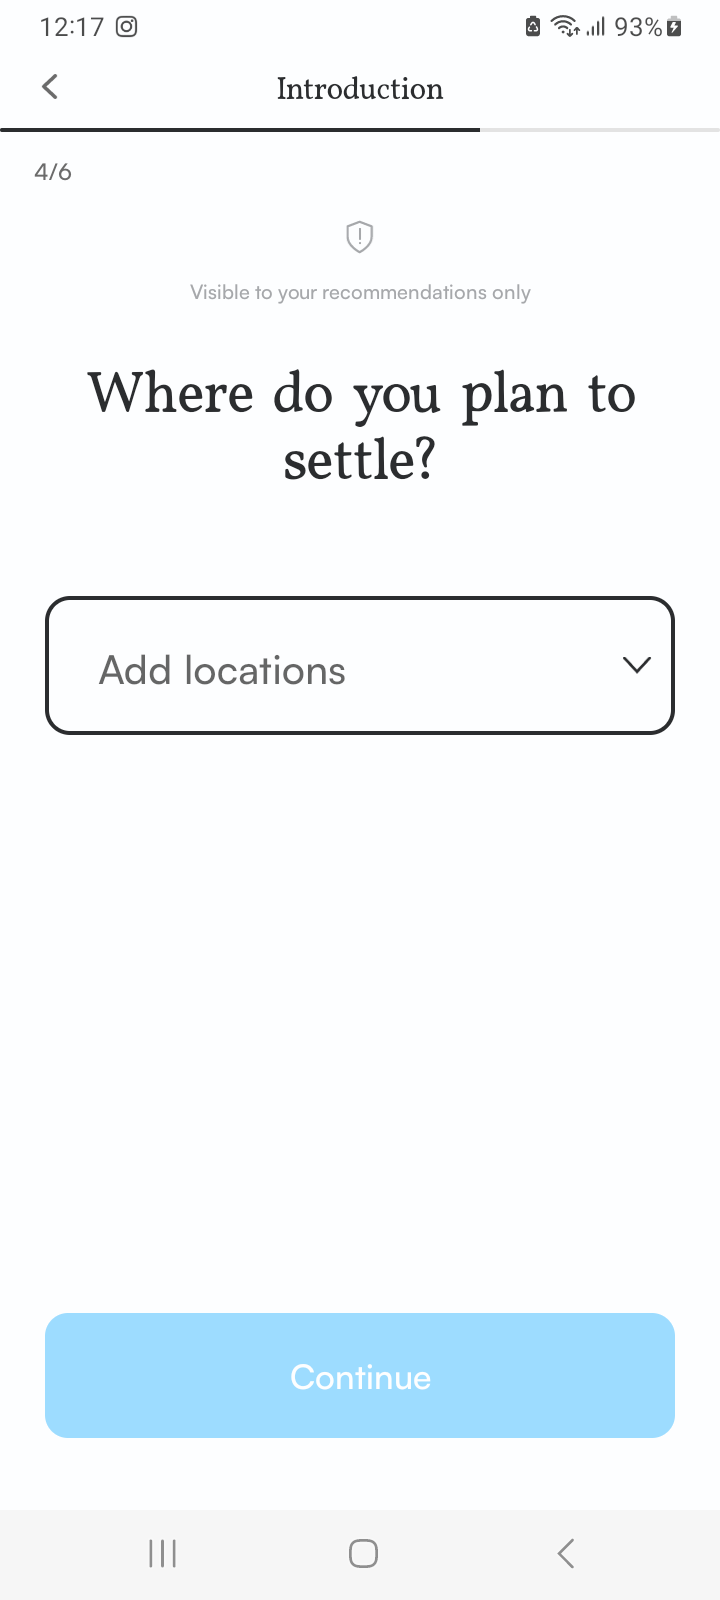 12:17
93%
Introduction
4/6
Visible to your recommendations only
Where do you plan to
settle?
Add locations
Continue